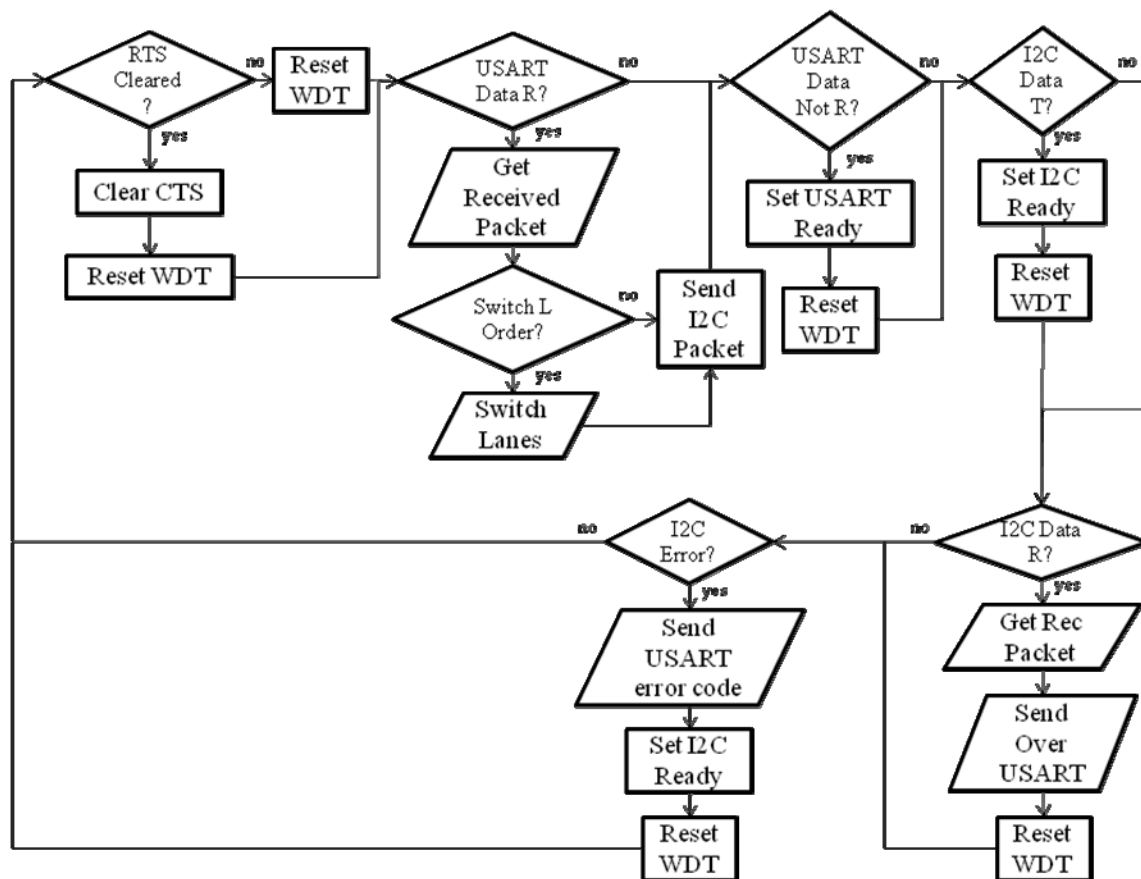 RTS
Cleared
?
no
yes
Reset
WDT
Clear CTS
Reset WDT
USART
Data R?
no
yes
Get
Received
Packet
Switch L
Order?
no
yes
Switch
Lanes
Send
I2C
Packet
USART
Data
Not R?
no
yes
Set USART
Ready
Reset
WDT
I2C
Data
T?
no
yes
Set I2C
Ready
Reset
WDT
I2C Data
R?
no
yes
Get Rec
Packet
Send
Over
USART
Reset
WDT
I2C
Error?
no
yes
Send
USART
error code
Set I2C
Ready
Reset
WDT